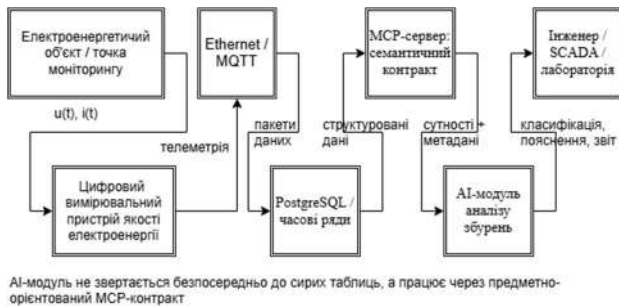 Електроенергетичий
об'єкт / точка
моніторингу
Ethernet /
MQTT
MCP-сервер:
семантичний
контракт
Інженер /
SCADA /
лабораторія
u(t), i(t)
телеметрія
пакети
даних
структуровані
дані
сутності +
метадані
класифікація,
пояснення, звіт
Цифровий
вимірювальний
пристрій якості
електроенергії
PostgreSQL /
часові ряди
AI-модуль
аналізу
збурень
AI-модуль не звертається безпосередньо до сирих таблиць, а працює через предметно-
орієнтований MCP-контракт